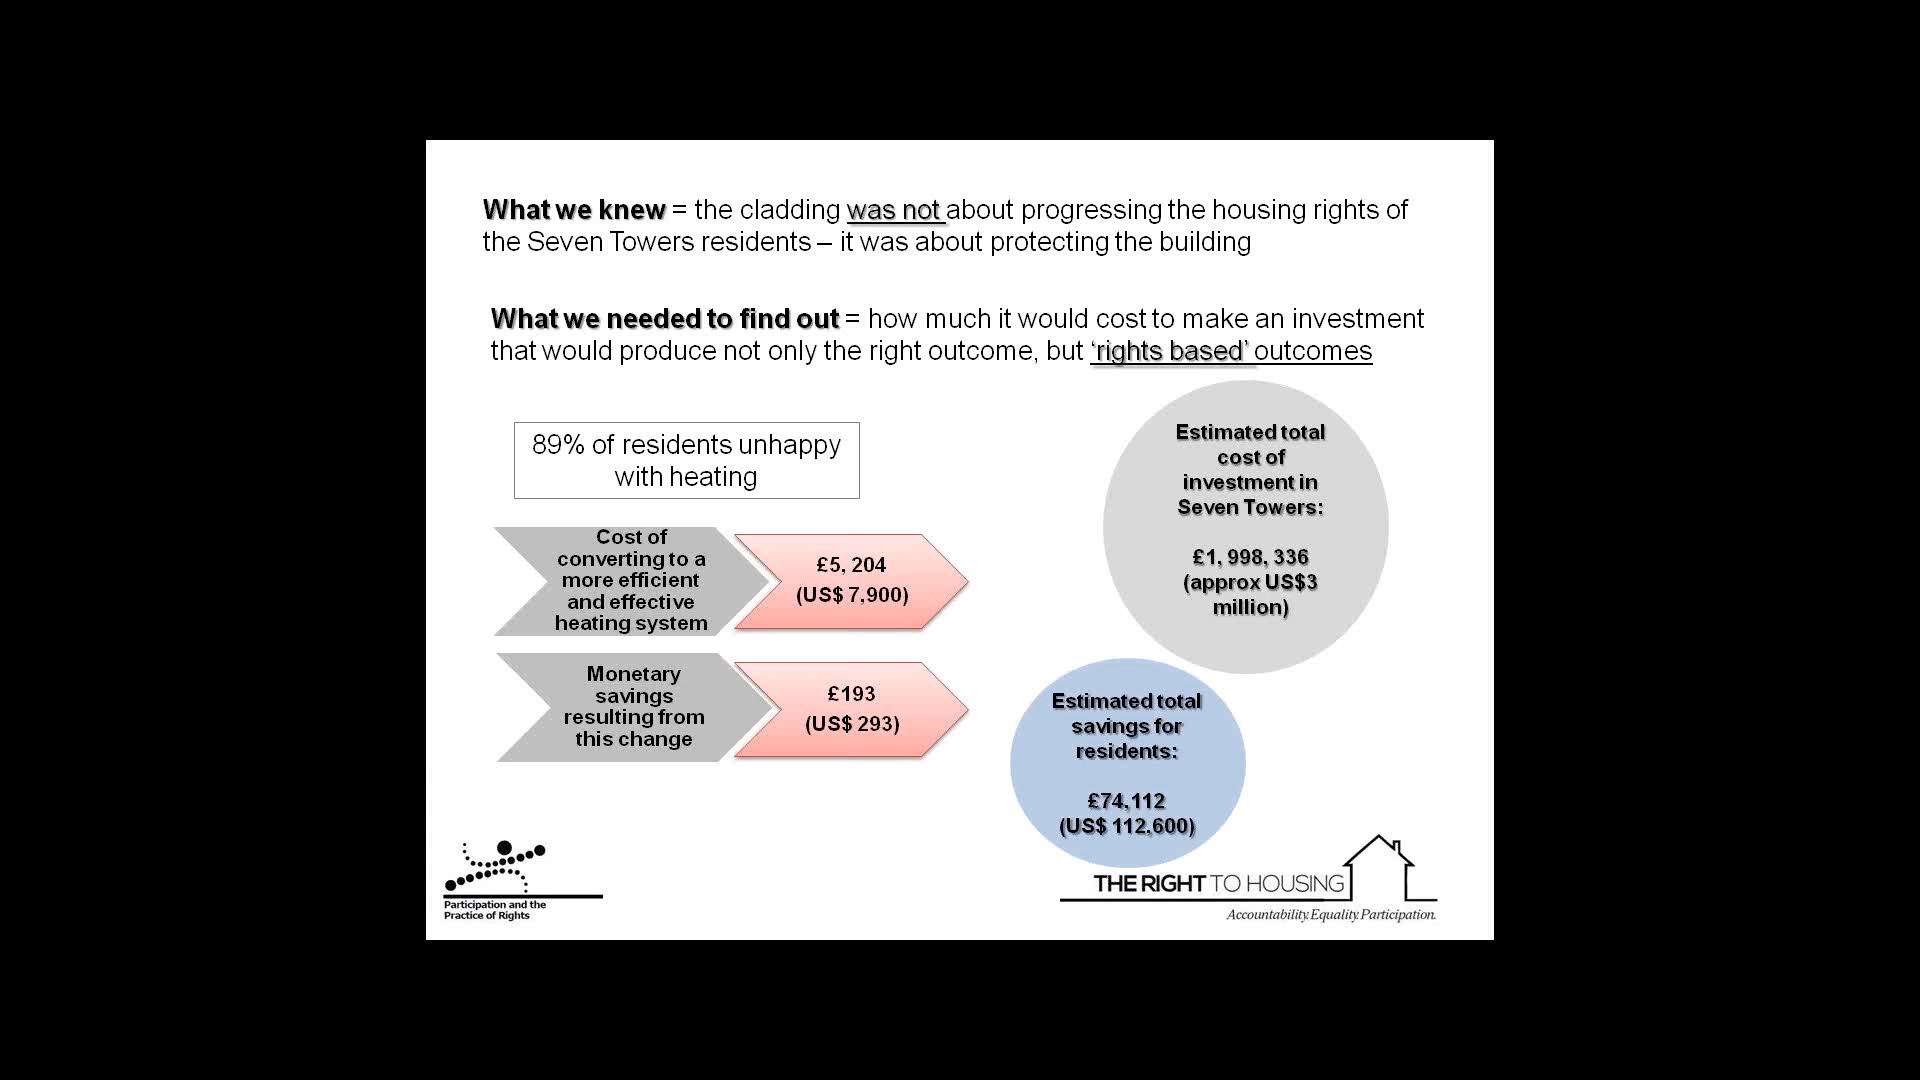 What we knew = the cladding was not about progressing the housing rights of
the Seven Towers residents – it was about protecting the building
What we needed to find out = how much it would cost to make an investment
that would produce not only the right outcome, but ‘rights based’ outcomes
89% of residents unhappy
with heating
Cost of
converting to a
more efficient
and effective
heating system
£5, 204
(US$ 7,900)
Monetary
savings
resulting from
this change
£193
(US$ 293)
Estimated total
cost of
investment in
Seven Towers:
£1, 998, 336
(approx US$3
million)
Estimated total
savings for
residents:
£74,112
(US$ 112,600)
Participation and the
Practice of Rights
THE RIGHT TO HOUSING
Accountability. Equality. Participation.